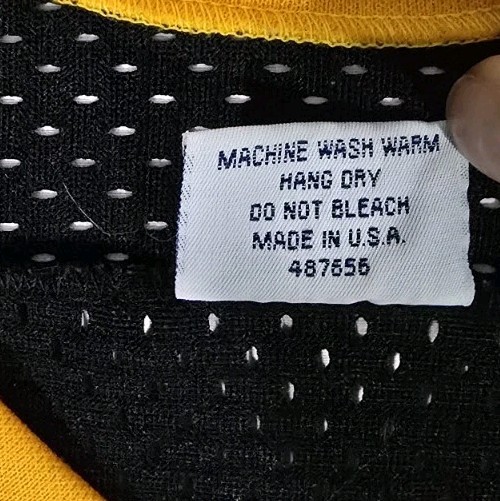 MACHINE WASH WARM
HANG DRY
DO NOT BLEACH
MADE IN U.S.A.
487656